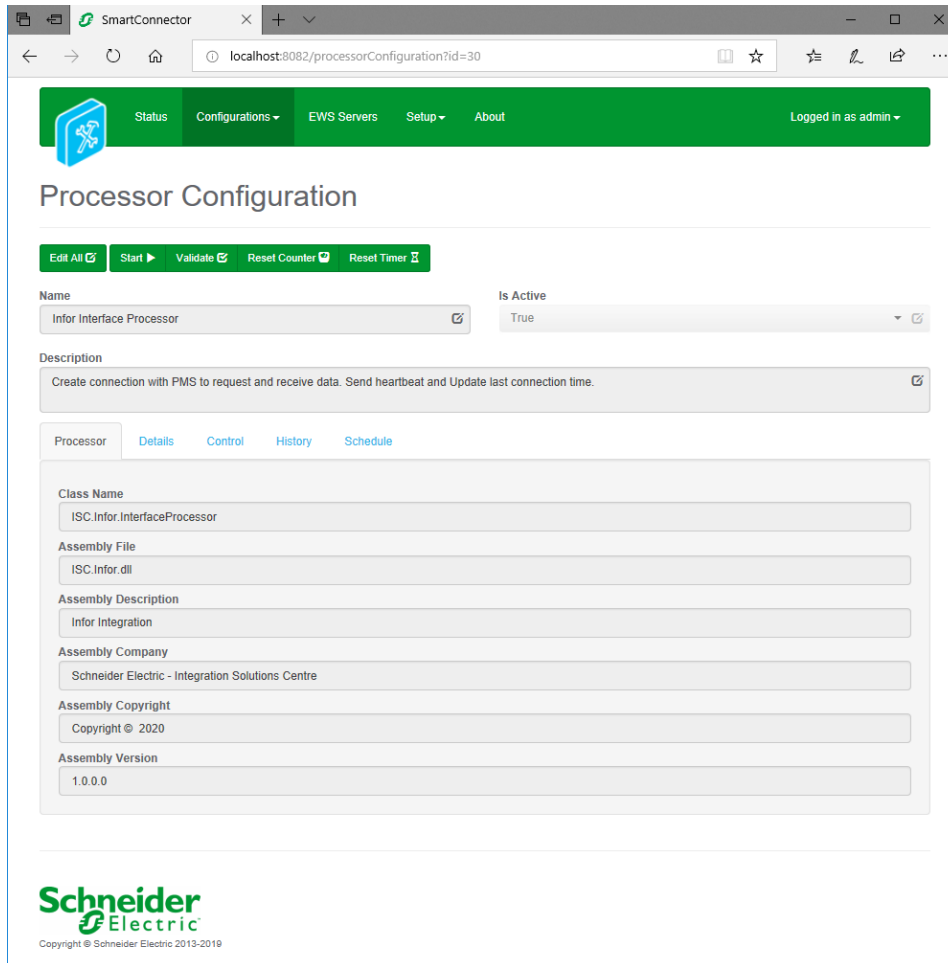 SmartConnector
localhost:8082/processorConfiguration?id=30
Status Configurations EWS Servers Setup About Logged in as admin
Processor Configuration
Edit All Start Validate Reset Counter Reset Timer
Name Is Active
Infor Interface Processor True
Description
Create connection with PMS to request and receive data. Send heartbeat and Update last connection time.
Processor Details Control History Schedule
Class Name
ISC.Infor.InterfaceProcessor
Assembly File
ISC.Infor.dll
Assembly Description
Infor Integration
Assembly Company
Schneider Electric - Integration Solutions Centre
Assembly Copyright
Copyright © 2020
Assembly Version
1.0.0.0
Schneider
Electric
Copyright © Schneider Electric 2013-2019